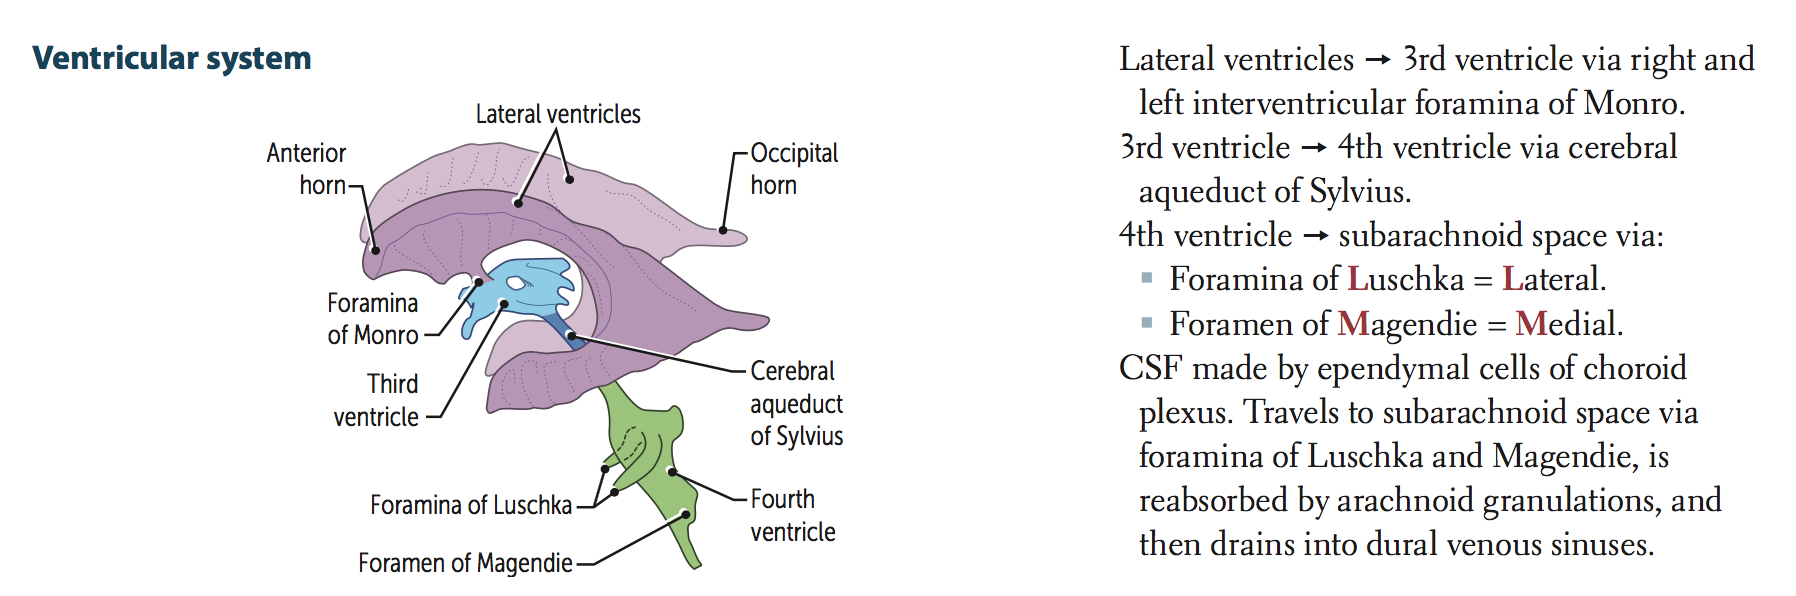 Ventricular system
Lateral ventricles
Anterior
horn
Occipital
horn
Foramina
of Monro
Third
ventricle
Cerebral
aqueduct
of Sylvius
Foramina of Luschka
Fourth
ventricle
Foramen of Magendie
Lateral ventricles → 3rd ventricle via right and
left interventricular foramina of Monro.
3rd ventricle → 4th ventricle via cerebral
aqueduct of Sylvius.
4th ventricle → subarachnoid space via:
▪ Foramina of Luschka = Lateral.
▪ Foramen of Magendie = Medial.
CSF made by ependymal cells of choroid
plexus. Travels to subarachnoid space via
foramina of Luschka and Magendie, is
reabsorbed by arachnoid granulations, and
then drains into dural venous sinuses.